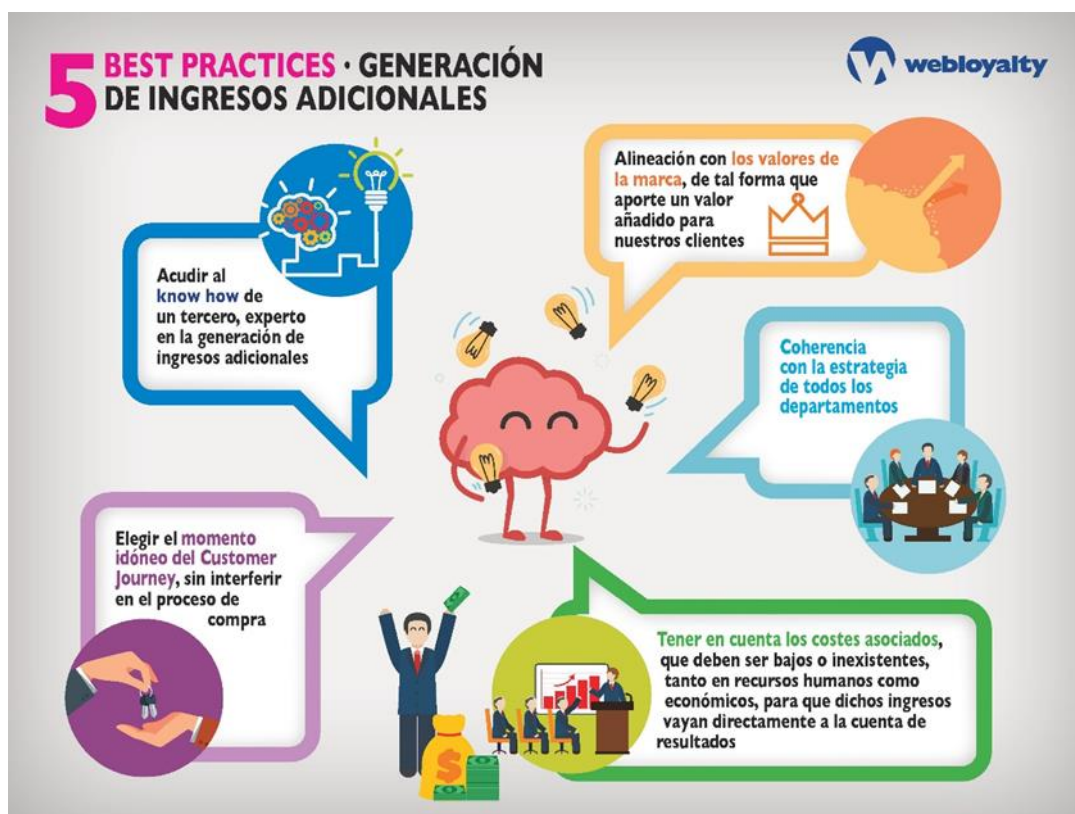 5 BEST PRACTICES · GENERACIÓN
DE INGRESOS ADICIONALES
webloyalty
Acudir al
know how de
un tercero, experto
en la generación de
ingresos adicionales
Alineación con los valores de
la marca, de tal forma que
aporte un valor
añadido para
nuestros clientes
Coherencia
con la estrategia
de todos los
departamentos
Elegir el momento
idóneo del Customer
Journey, sin interferir
en el proceso de
compra
Tener en cuenta los costes asociados,
que deben ser bajos o inexistentes,
tanto en recursos humanos como
económicos, para que dichos ingresos
vayan directamente a la cuenta de
resultados
$